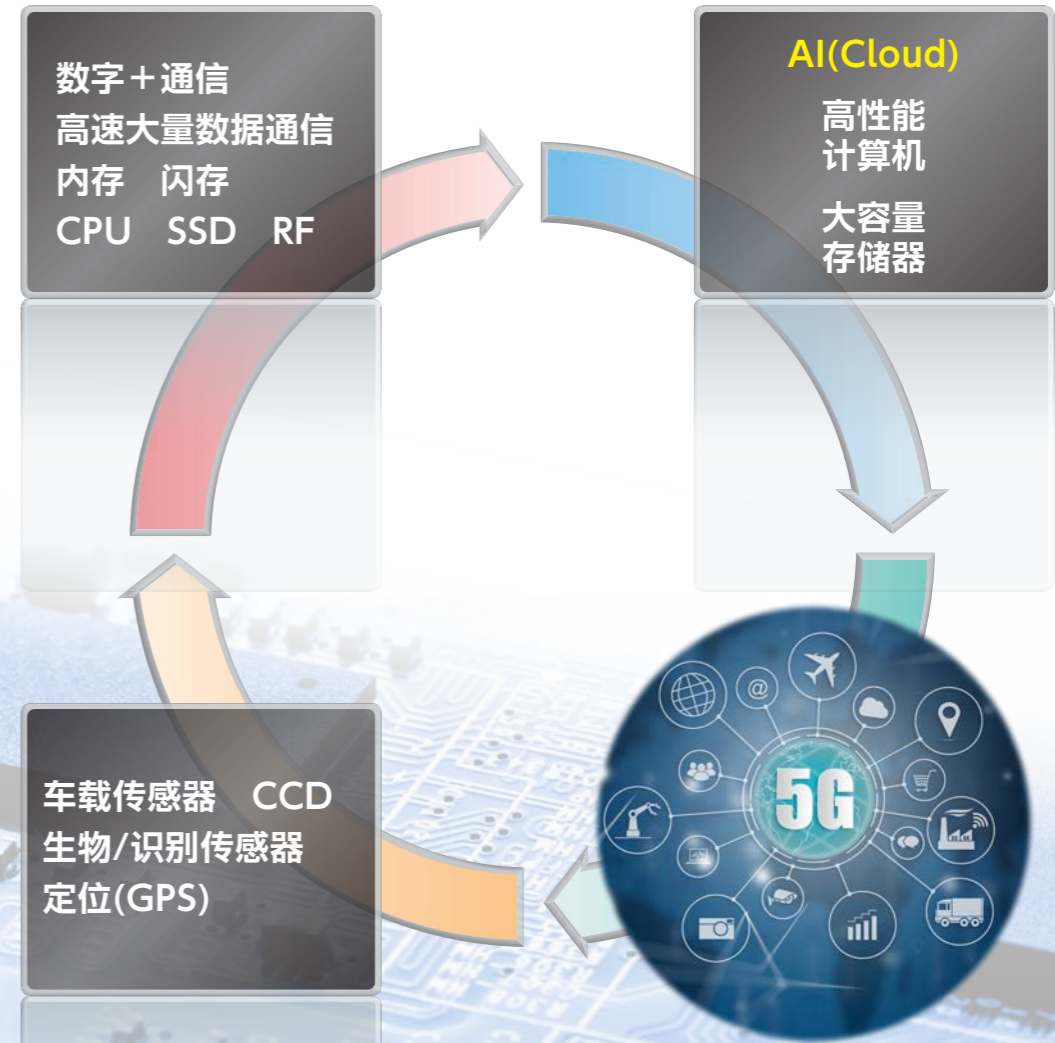 数字＋通信
高速大量数据通信
内存　闪存
CPU　SSD　RF
AI(Cloud)
高性能
计算机
大容量
存储器
@
5G
车载传感器　CCD
生物/识别传感器
定位(GPS)